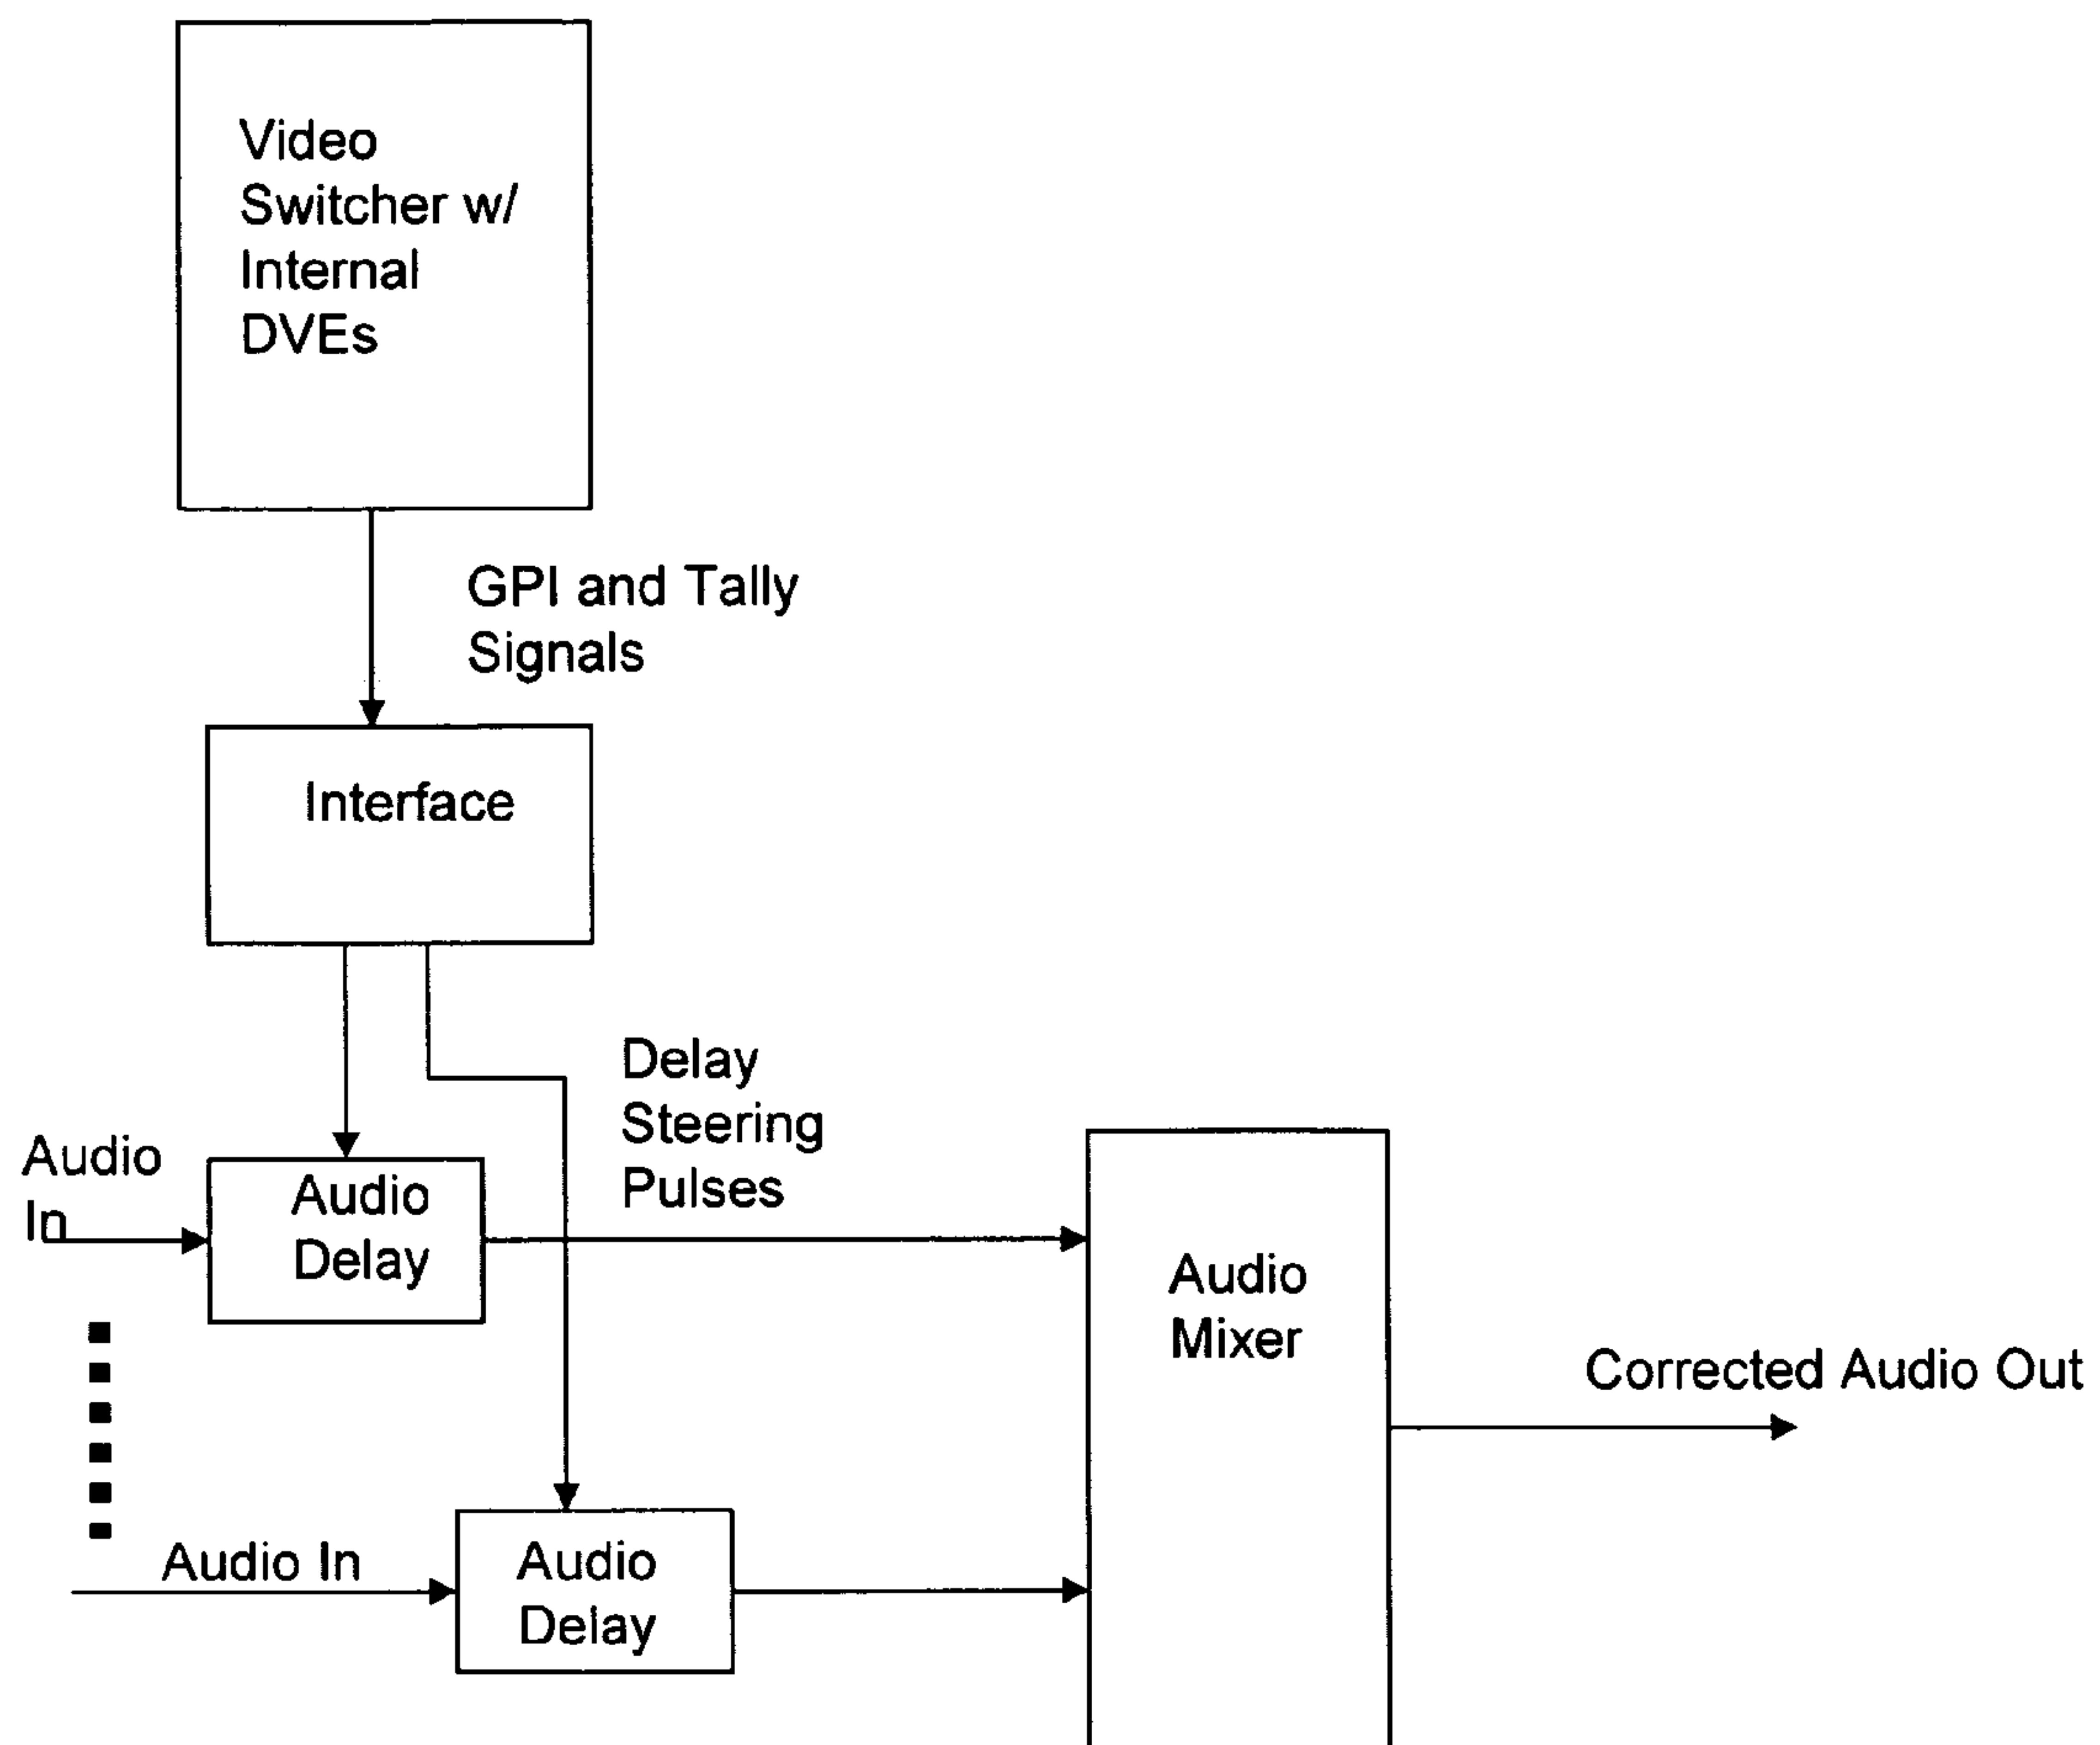 Video
Switcher w/
Internal
DVEs
GPI and Tally
Signals
Interface
Delay
Steering
Pulses
Audio
In
Audio
Delay
Audio
Mixer
Corrected Audio Out
Audio In
Audio
Delay